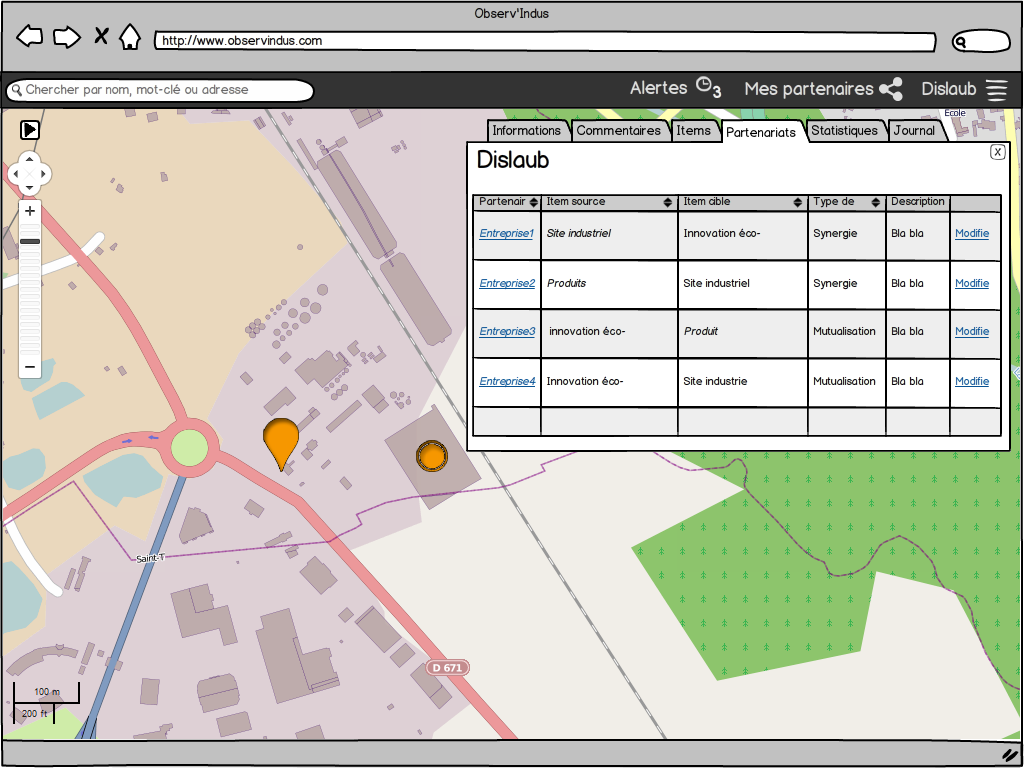 Observ'Indus
http://www.observindus.com
Chercher par nom, mot-clé ou adresse
Alertes 3 Mes partenaires Dislaub
Ecole
Informations Commentaires Items Partenariats Statistiques Journal
Dislaub X
Partenair Item source Item cible Type de Description
Entreprise1 Site industriel Innovation éco- Synergie Bla bla Modifie
Entreprise2 Produits Site industriel Synergie Bla bla Modifie
Entreprise3 innovation éco- Produit Mutualisation Bla bla Modifie
Entreprise4 Innovation éco- Site industrie Mutualisation Bla bla Modifie
+
−
Saint-T
D 671
100 m
200 ft